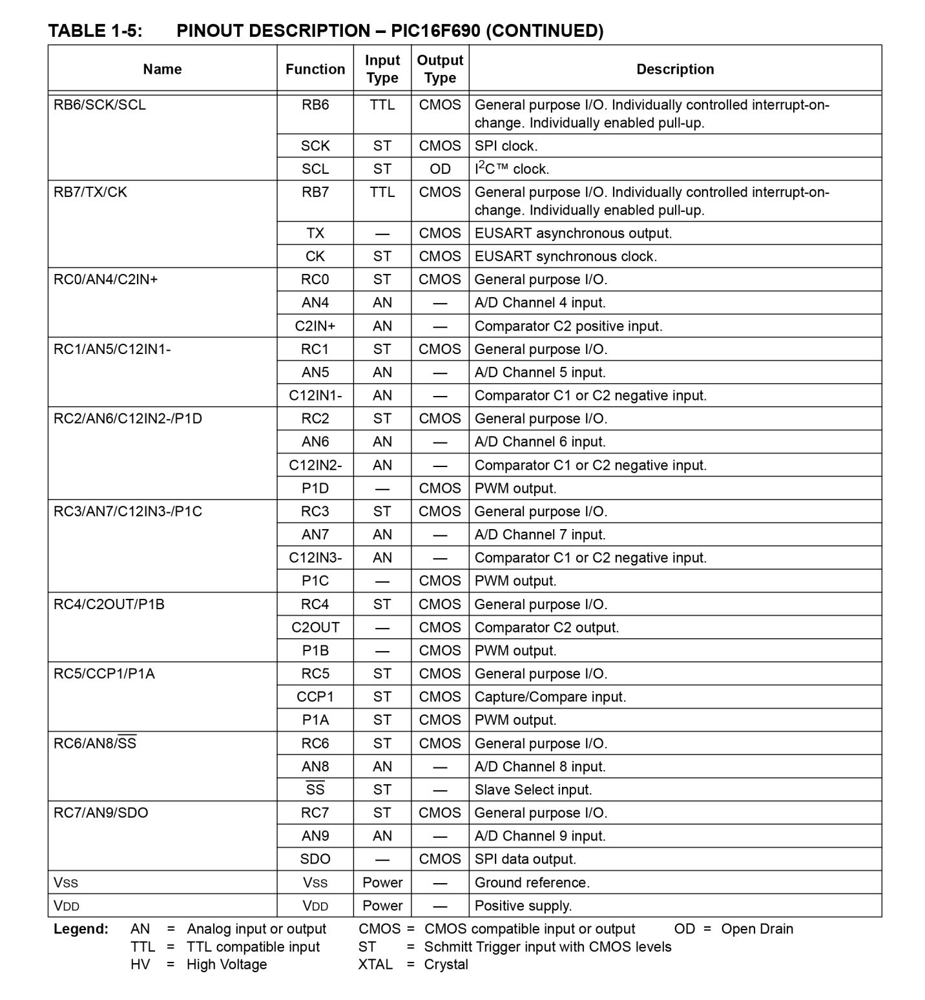 TABLE 1-5: PINOUT DESCRIPTION – PIC16F690 (CONTINUED)
Name Function Input Type Output Type Description
RB6/SCK/SCL RB6 TTL CMOS General purpose I/O. Individually controlled interrupt-on-
change. Individually enabled pull-up.
SCK ST CMOS SPI clock.
SCL ST OD I²C™ clock.
RB7/TX/CK RB7 TTL CMOS General purpose I/O. Individually controlled interrupt-on-
change. Individually enabled pull-up.
TX — CMOS EUSART asynchronous output.
CK ST CMOS EUSART synchronous clock.
RC0/AN4/C2IN+ RC0 ST CMOS General purpose I/O.
AN4 AN — A/D Channel 4 input.
C2IN+ AN — Comparator C2 positive input.
RC1/AN5/C12IN1- RC1 ST CMOS General purpose I/O.
AN5 AN — A/D Channel 5 input.
C12IN1- AN — Comparator C1 or C2 negative input.
RC2/AN6/C12IN2-/P1D RC2 ST CMOS General purpose I/O.
AN6 AN — A/D Channel 6 input.
C12IN2- AN — Comparator C1 or C2 negative input.
P1D — CMOS PWM output.
RC3/AN7/C12IN3-/P1C RC3 ST CMOS General purpose I/O.
AN7 AN — A/D Channel 7 input.
C12IN3- AN — Comparator C1 or C2 negative input.
P1C — CMOS PWM output.
RC4/C2OUT/P1B RC4 ST CMOS General purpose I/O.
C2OUT — CMOS Comparator C2 output.
P1B — CMOS PWM output.
RC5/CCP1/P1A RC5 ST CMOS General purpose I/O.
CCP1 ST CMOS Capture/Compare input.
P1A ST CMOS PWM output.
RC6/AN8/S̅S̅ RC6 ST CMOS General purpose I/O.
AN8 AN — A/D Channel 8 input.
S̅S̅ ST — Slave Select input.
RC7/AN9/SDO RC7 ST CMOS General purpose I/O.
AN9 AN — A/D Channel 9 input.
SDO — CMOS SPI data output.
VSS VSS Power — Ground reference.
VDD VDD Power — Positive supply.
Legend: AN = Analog input or output CMOS = CMOS compatible input or output OD = Open Drain
TTL = TTL compatible input ST = Schmitt Trigger input with CMOS levels
HV = High Voltage XTAL = Crystal